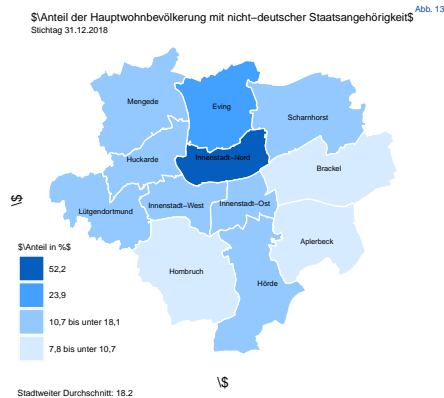 Abb. 13
$\Anteil der Hauptwohnbevölkerung mit nicht−deutscher Staatsangehörigkeit$
Stichtag 31.12.2018
Mengede
Eving
Scharnhorst
Huckarde
Innenstadt−Nord
Brackel
Lütgendortmund
Innenstadt−West
Innenstadt−Ost
Aplerbeck
Hombruch
Hörde
\$
$\Anteil in %$
52,2
23,9
10,7 bis unter 18,1
7,8 bis unter 10,7
\$
Stadtweiter Durchschnitt: 18.2